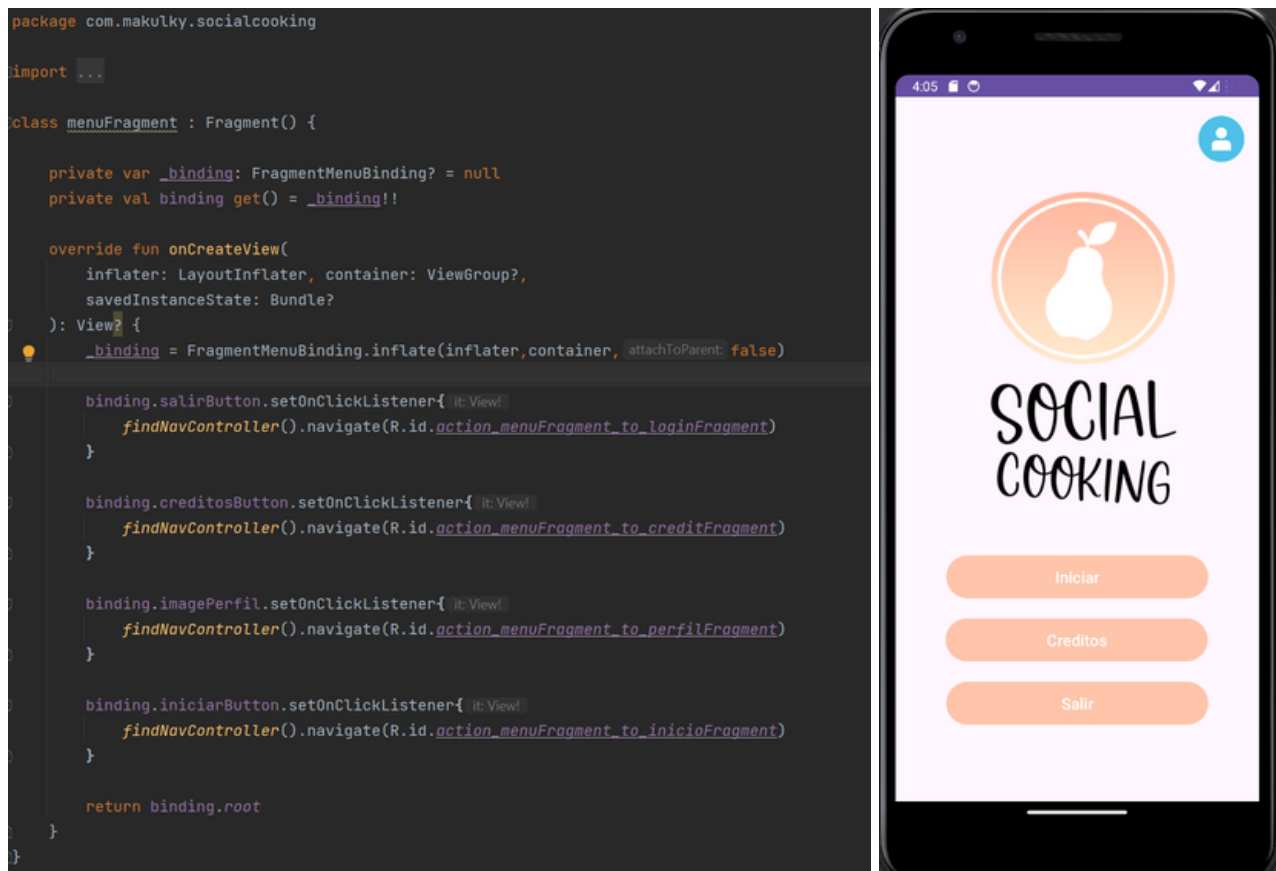 package com.makulky.socialcooking
import ...
class menuFragment : Fragment() {
private var _binding: FragmentMenuBinding? = null
private val binding get() = _binding!!
override fun onCreateView(
inflater: LayoutInflater, container: ViewGroup?,
savedInstanceState: Bundle?
): View? {
_binding = FragmentMenuBinding.inflate(inflater,container, attachToParent: false)
binding.salirButton.setOnClickListener{ it: View!
findNavController().navigate(R.id.action_menuFragment_to_loginFragment)
}
binding.creditosButton.setOnClickListener{ it: View!
findNavController().navigate(R.id.action_menuFragment_to_creditFragment)
}
binding.imagePerfil.setOnClickListener{ it: View!
findNavController().navigate(R.id.action_menuFragment_to_perfilFragment)
}
binding.iniciarButton.setOnClickListener{ it: View!
findNavController().navigate(R.id.action_menuFragment_to_inicioFragment)
}
return binding.root
}
}
4:05
SOCIAL
COOKING
Iniciar
Creditos
Salir